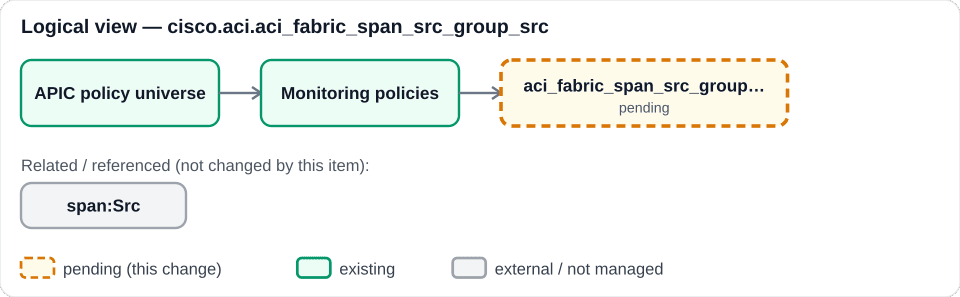 Logical view — cisco.aci.aci_fabric_span_src_group_src
APIC policy universe
Monitoring policies
aci_fabric_span_src_group…
pending
Related / referenced (not changed by this item):
span:Src
pending (this change)
existing
external / not managed